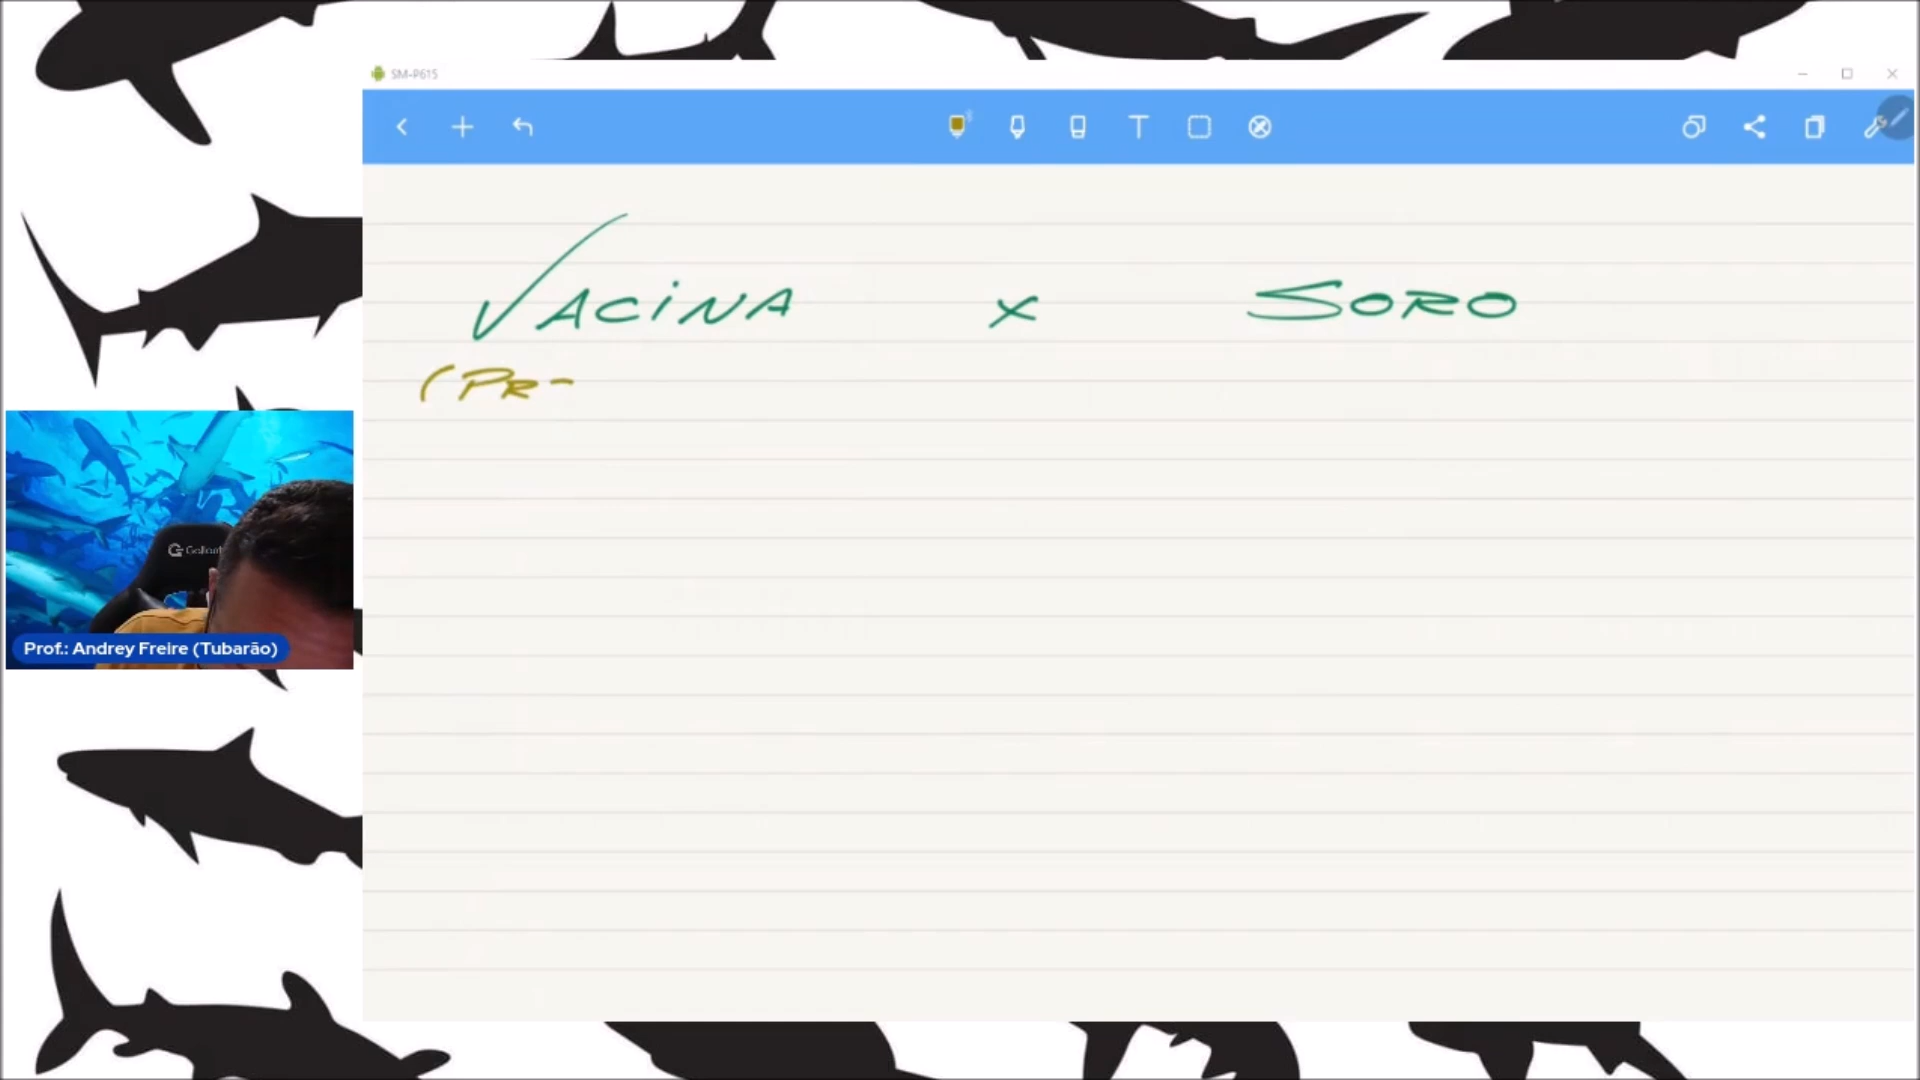 SM-P615
VACINA x SORO
(PR-
Prof.: Andrey Freire (Tubarão)